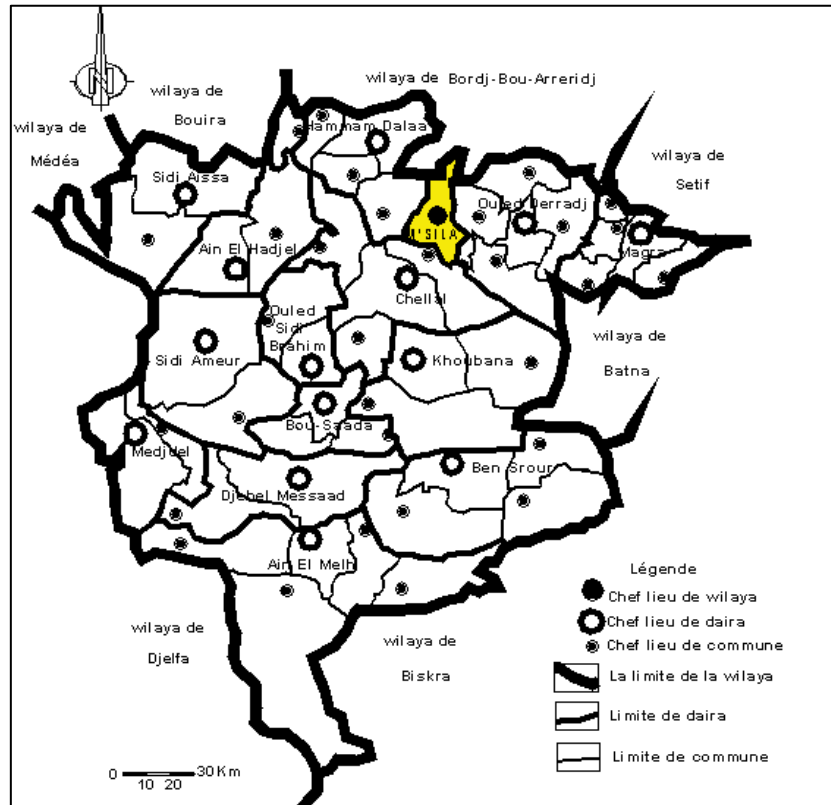 N
wilaya de
Bordj-Bou-Arreridj
wilaya de
Bouira
wilaya de
Médéa
Hammam Dalaa
wilaya de
Setif
Sidi Aissa
Ouled Derradj
M'SILA
Magra
Ain El Hadjel
Chellal
Ouled
Sidi
Brahim
Sidi Ameur
Khoubana
wilaya de
Batna
Bou-Saada
Medjdel
Ben Srour
Djebel Messaad
Ain El Melh
Légende
Chef lieu de wilaya
Chef lieu de daira
Chef lieu de commune
wilaya de
Djelfa
wilaya de
Biskra
La limite de la wilaya
Limite de daira
Limite de commune
0 30 Km
10 20